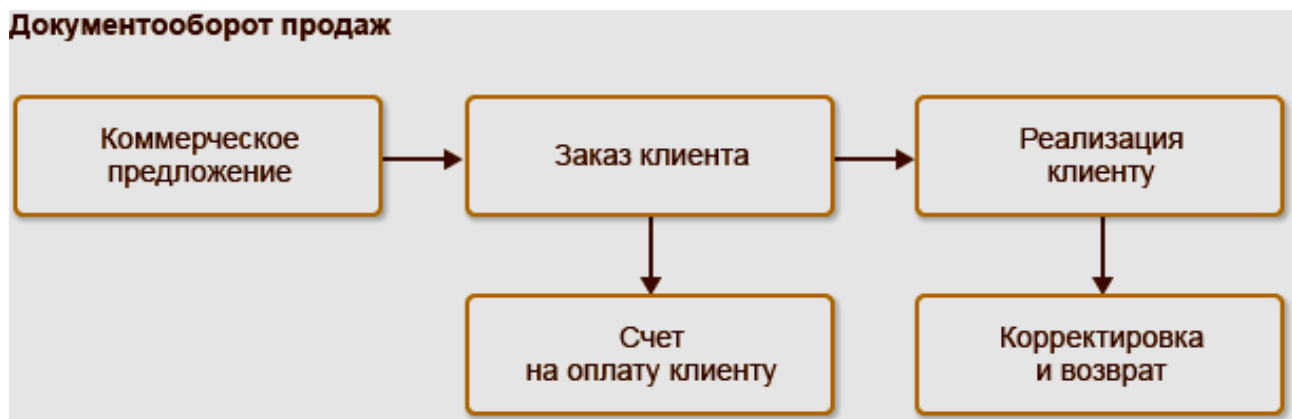 Документооборот продаж
Коммерческое
предложение
Заказ клиента
Реализация
клиенту
Счет
на оплату клиенту
Корректировка
и возврат